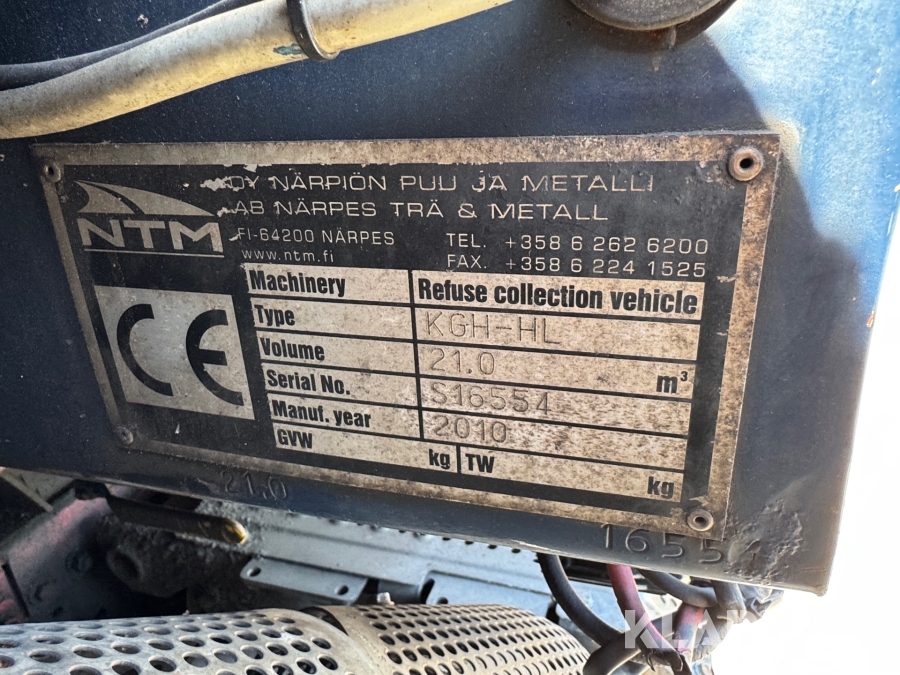 OY NÄRPIÖN PUU JA METALLI
AB NÄRPES TRÄ & METALL
NTM
FI-64200 NÄRPES TEL. +358 6 262 6200
www.ntm.fi FAX. +358 6 224 1525
CE
Machinery Refuse collection vehicle
Type KGH-HL
Volume 21.0 m³
Serial No. S16554
Manuf. year 2010
GVW kg TW kg
21.0
16554